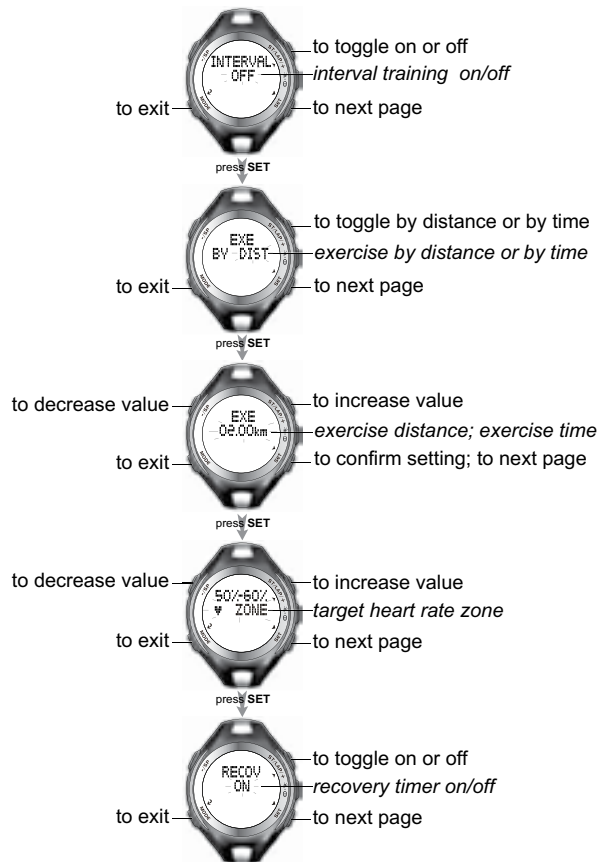 to toggle on or off
INTERVAL
OFF
interval training on/off
to exit
to next page
press SET
to toggle by distance or by time
EXE
BY DIST
exercise by distance or by time
to exit
to next page
press SET
to decrease value
to increase value
EXE
02.00km
exercise distance; exercise time
to exit
to confirm setting; to next page
press SET
to decrease value
to increase value
50%-60%
♥ ZONE
target heart rate zone
to exit
to next page
press SET
to toggle on or off
RECOV
ON
recovery timer on/off
to exit
to next page